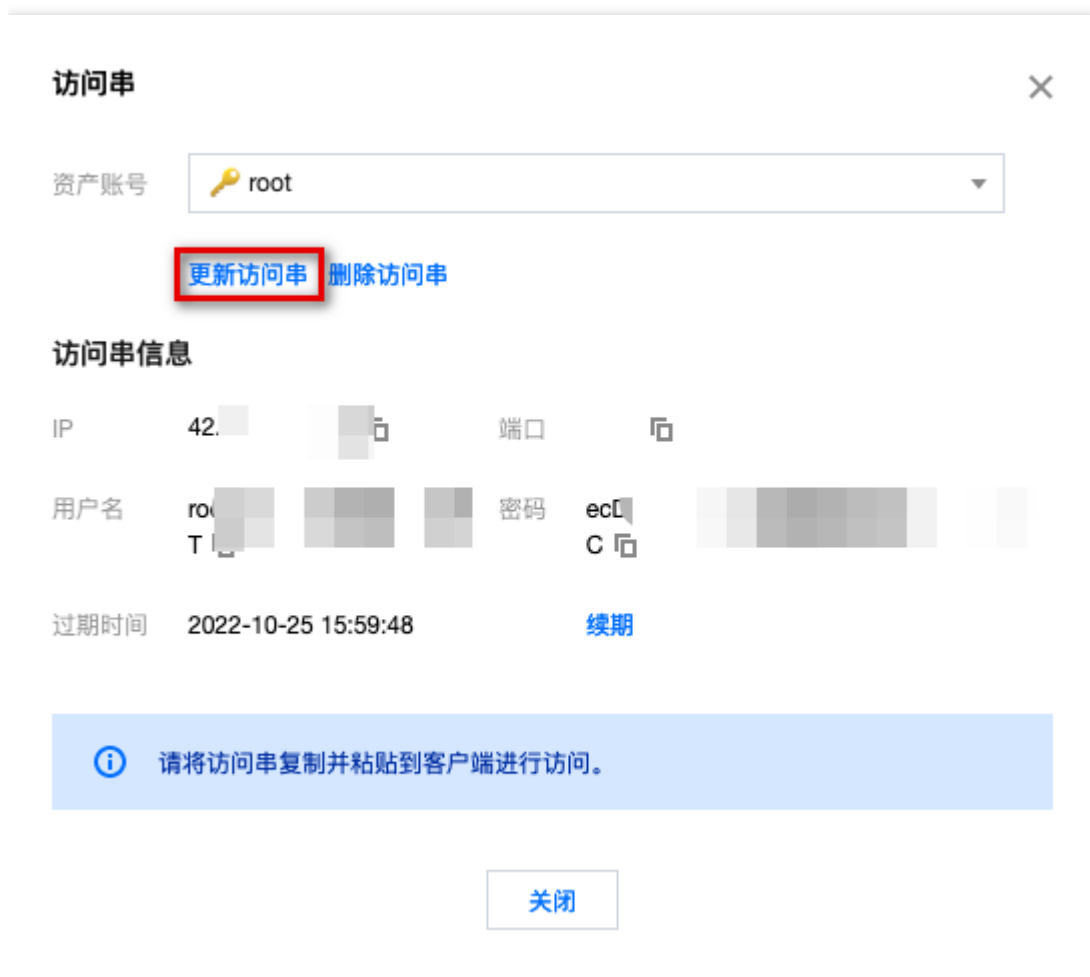 访问串
资产账号 root
更新访问串 删除访问串
访问串信息
IP 42. 端口
用户名 密码
T C
过期时间 2022-10-25 15:59:48 续期
请将访问串复制并粘贴到客户端进行访问。
关闭